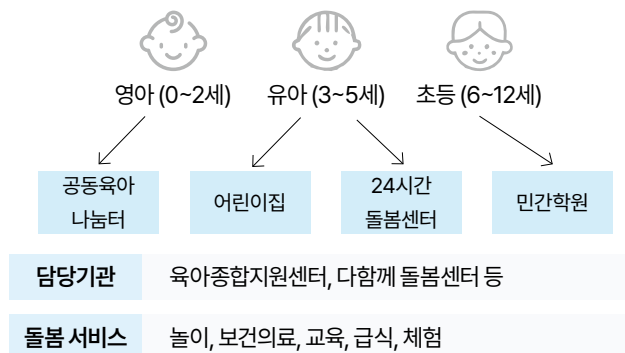 영아 (0~2세) 유아 (3~5세) 초등 (6~12세)
공동육아
나눔터
어린이집
24시간
돌봄센터
민간학원
담당기관 육아종합지원센터, 다함께 돌봄센터 등
돌봄 서비스 놀이, 보건의료, 교육, 급식, 체험